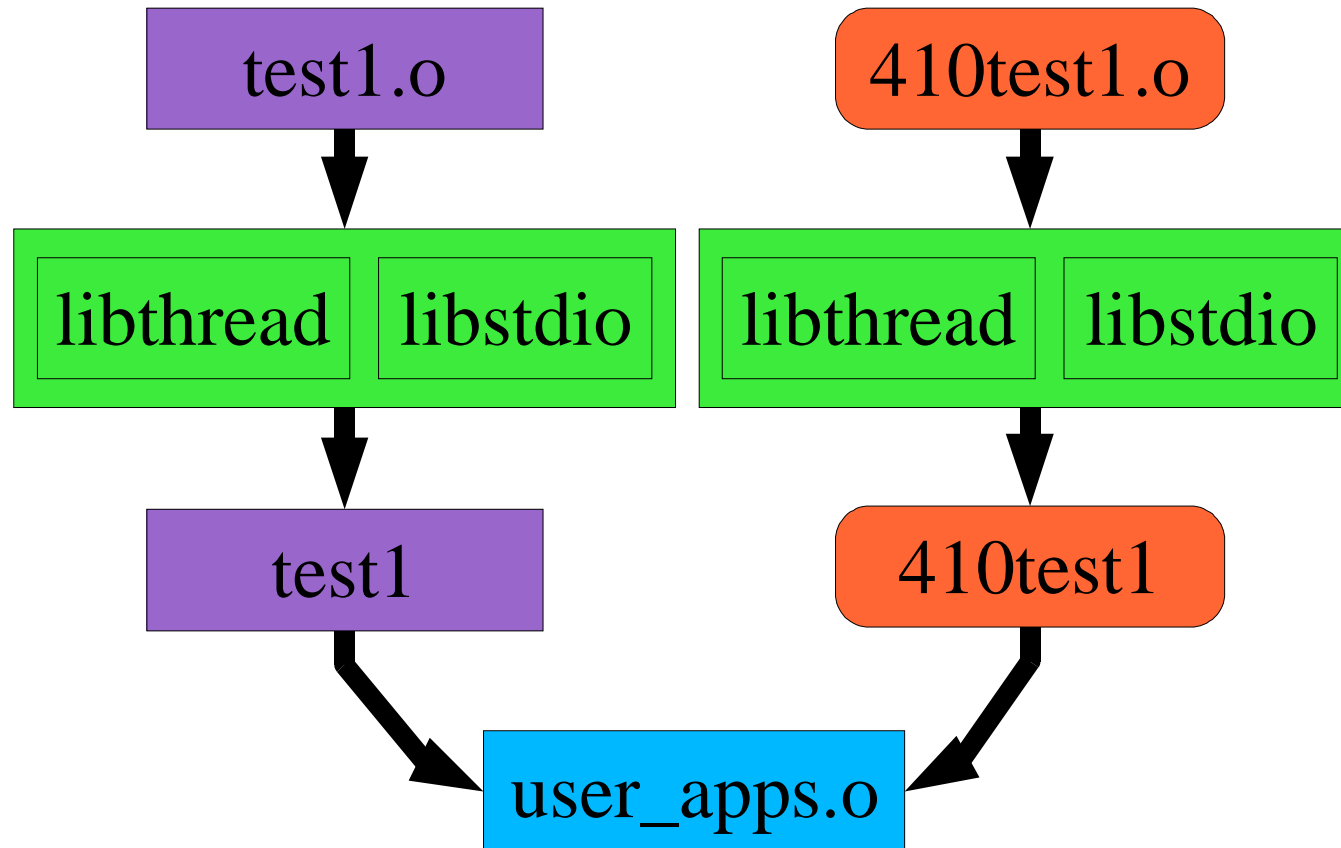 test1.o
410test1.o
libthread libstdio
libthread libstdio
test1
410test1
user_apps.o